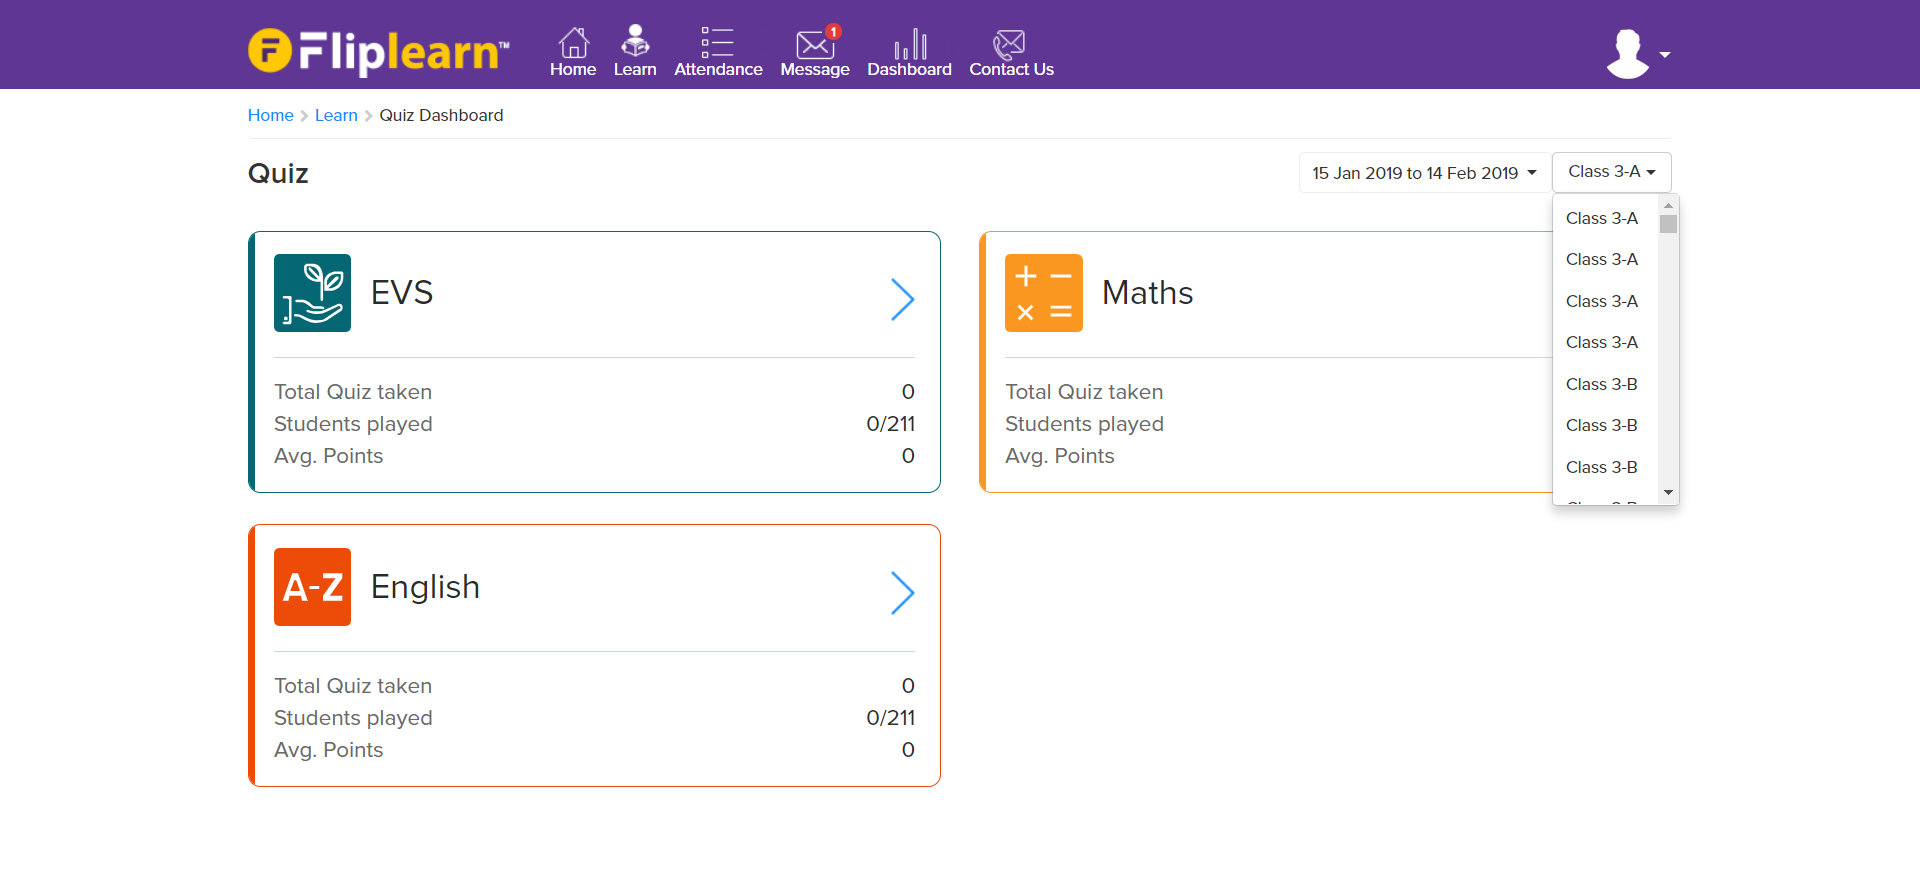 Fliplearn™
Home
Learn
Attendance
1
Message
Dashboard
Contact Us
Home Learn Quiz Dashboard
Quiz
15 Jan 2019 to 14 Feb 2019
Class 3-A
Class 3-A
Class 3-A
Class 3-A
Class 3-A
Class 3-B
Class 3-B
Class 3-B
EVS
Total Quiz taken 0
Students played 0/211
Avg. Points 0
Maths
Total Quiz taken
Students played
Avg. Points
A-Z
English
Total Quiz taken 0
Students played 0/211
Avg. Points 0